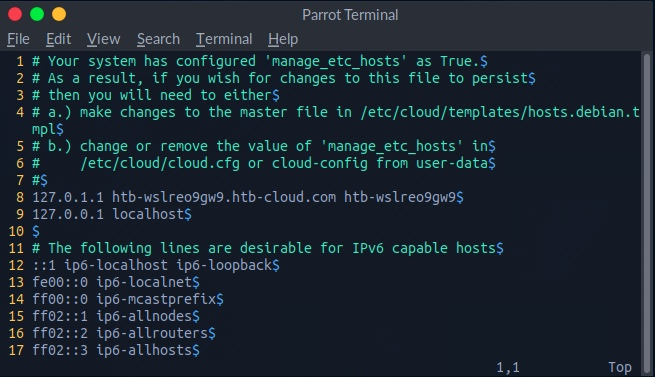 Parrot Terminal
File Edit View Search Terminal Help
1 # Your system has configured 'manage_etc_hosts' as True.$
2 # As a result, if you wish for changes to this file to persist$
3 # then you will need to either$
4 # a.) make changes to the master file in /etc/cloud/templates/hosts.debian.t
mpl$
5 # b.) change or remove the value of 'manage_etc_hosts' in$
6 #     /etc/cloud/cloud.cfg or cloud-config from user-data$
7 #$
8 127.0.1.1 htb-wslreo9gw9.htb-cloud.com htb-wslreo9gw9$
9 127.0.0.1 localhost$
10 $
11 # The following lines are desirable for IPv6 capable hosts$
12 ::1 ip6-localhost ip6-loopback$
13 fe00::0 ip6-localnet$
14 ff00::0 ip6-mcastprefix$
15 ff02::1 ip6-allnodes$
16 ff02::2 ip6-allrouters$
17 ff02::3 ip6-allhosts$
1,1 Top